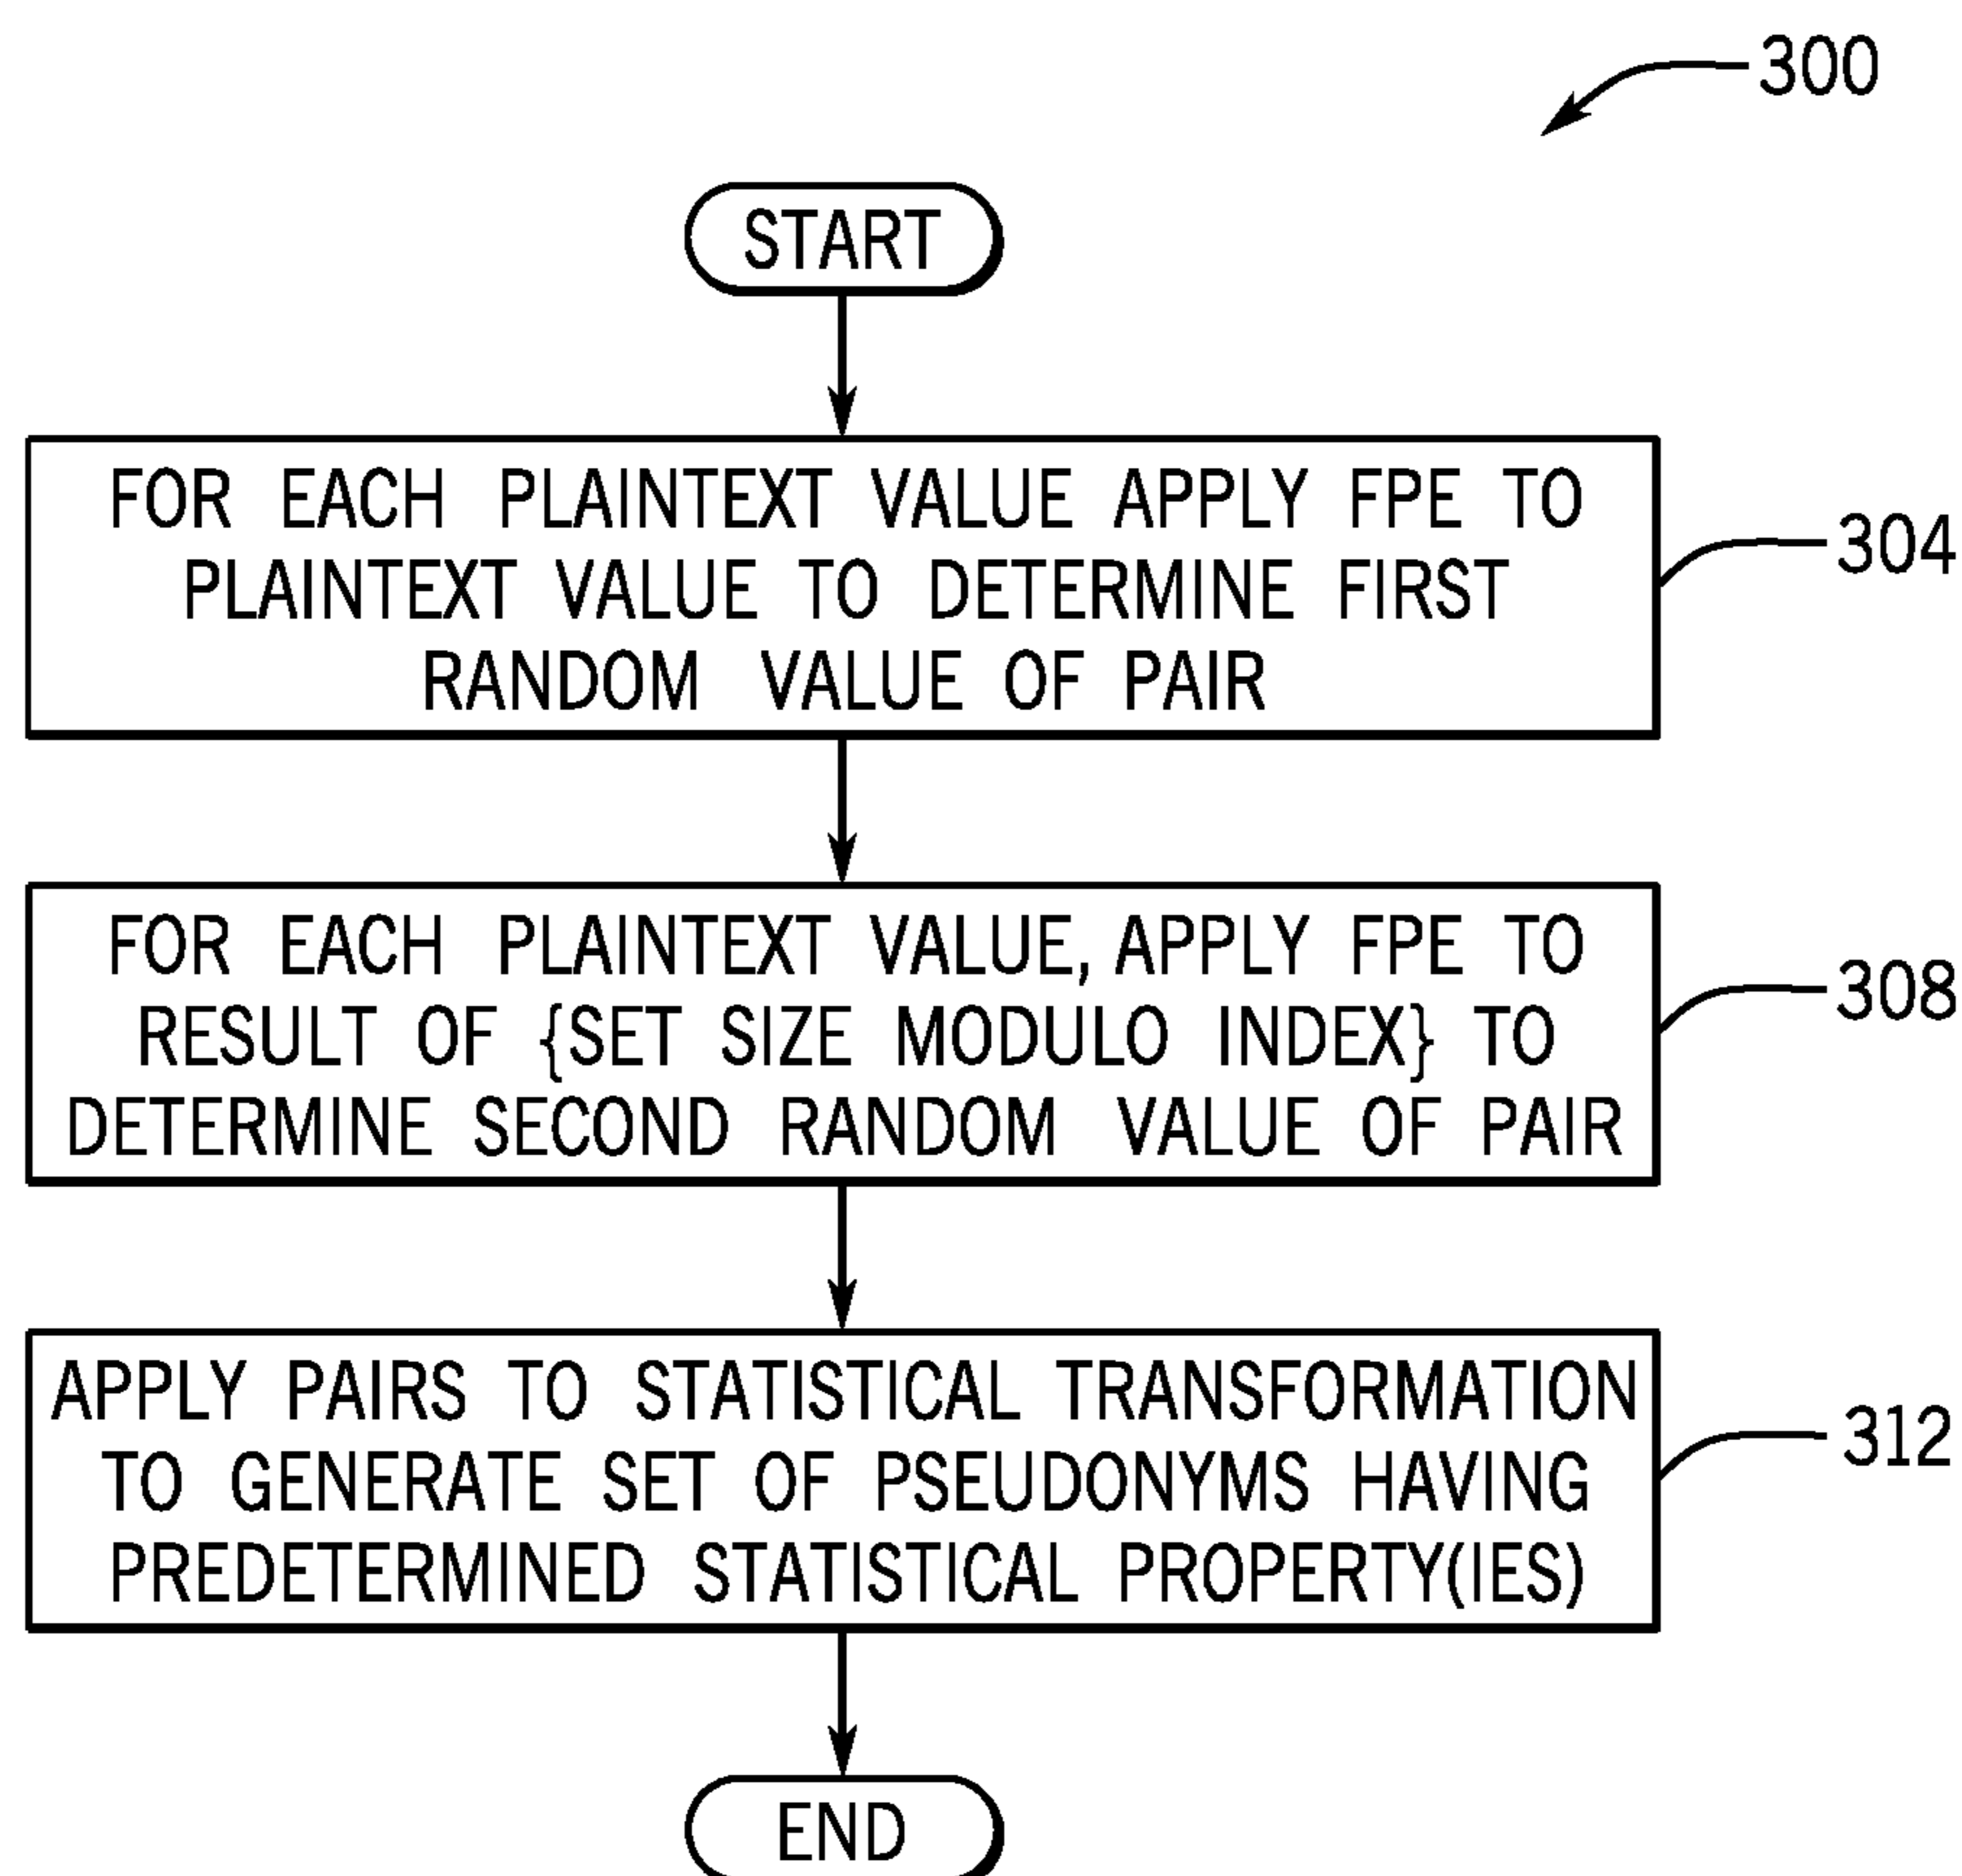 300
START
FOR EACH PLAINTEXT VALUE APPLY FPE TO
PLAINTEXT VALUE TO DETERMINE FIRST
RANDOM VALUE OF PAIR
304
FOR EACH PLAINTEXT VALUE, APPLY FPE TO
RESULT OF {SET SIZE MODULO INDEX} TO
DETERMINE SECOND RANDOM VALUE OF PAIR
308
APPLY PAIRS TO STATISTICAL TRANSFORMATION
TO GENERATE SET OF PSEUDONYMS HAVING
PREDETERMINED STATISTICAL PROPERTY(IES)
312
END